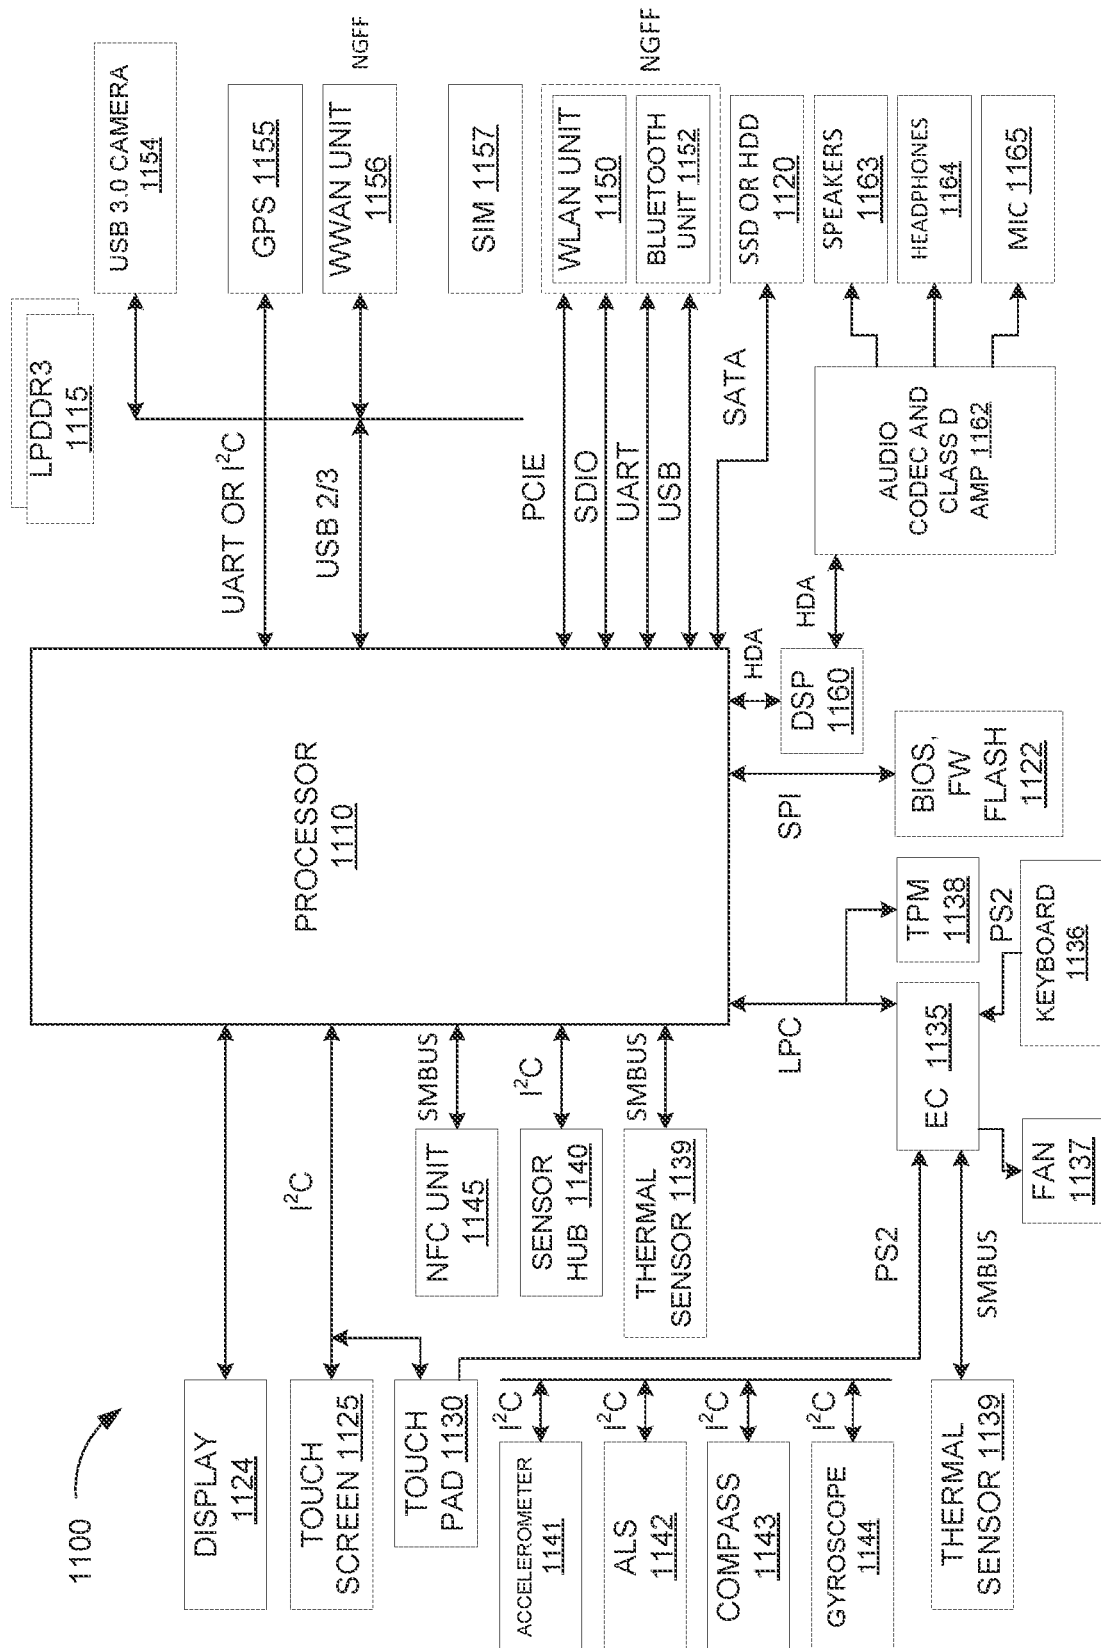 1100
DISPLAY
1124
TOUCH
SCREEN 1125
TOUCH
PAD 1130
ACCELEROMETER
1141
ALS
1142
COMPASS
1143
GYROSCOPE
1144
THERMAL
SENSOR 1139
I²C
I²C
I²C
I²C
I²C
NFC UNIT
1145
SENSOR
HUB 1140
THERMAL
SENSOR 1139
SMBUS
I²C
SMBUS
PS2
SMBUS
FAN
1137
EC 1135
LPC
TPM
1138
PS2
KEYBOARD
1136
PROCESSOR
1110
SPI
BIOS,
FW
FLASH
1122
HDA
DSP
1160
HDA
AUDIO
CODEC AND
CLASS D
AMP 1162
LPDDR3
1115
UART OR I²C
USB 2/3
PCIE
SDIO
UART
USB
SATA
USB 3.0 CAMERA
1154
GPS 1155
WWAN UNIT
1156
NGFF
SIM 1157
WLAN UNIT
1150
BLUETOOTH
UNIT 1152
NGFF
SSD OR HDD
1120
SPEAKERS
1163
HEADPHONES
1164
MIC 1165